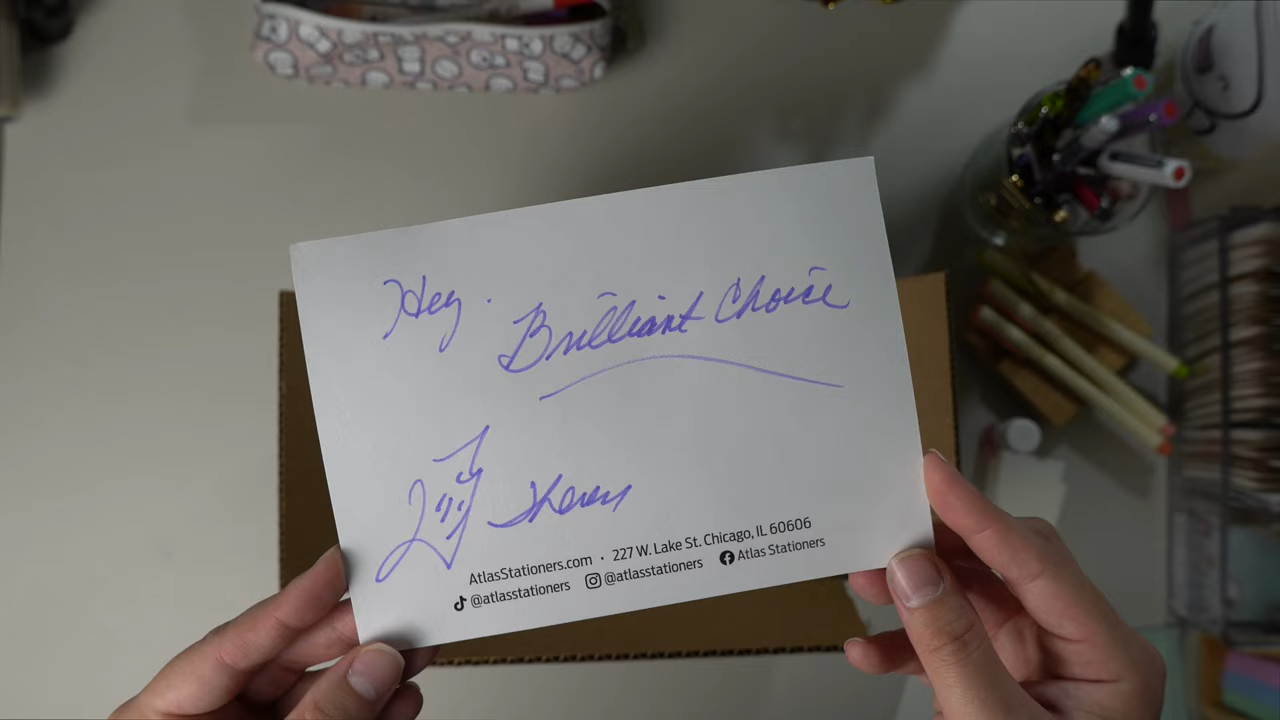 Hey. Brilliant Choice
AtlasStationers.com · 227 W. Lake St. Chicago, IL 60606
@atlasstationers @atlasstationers Atlas Stationers